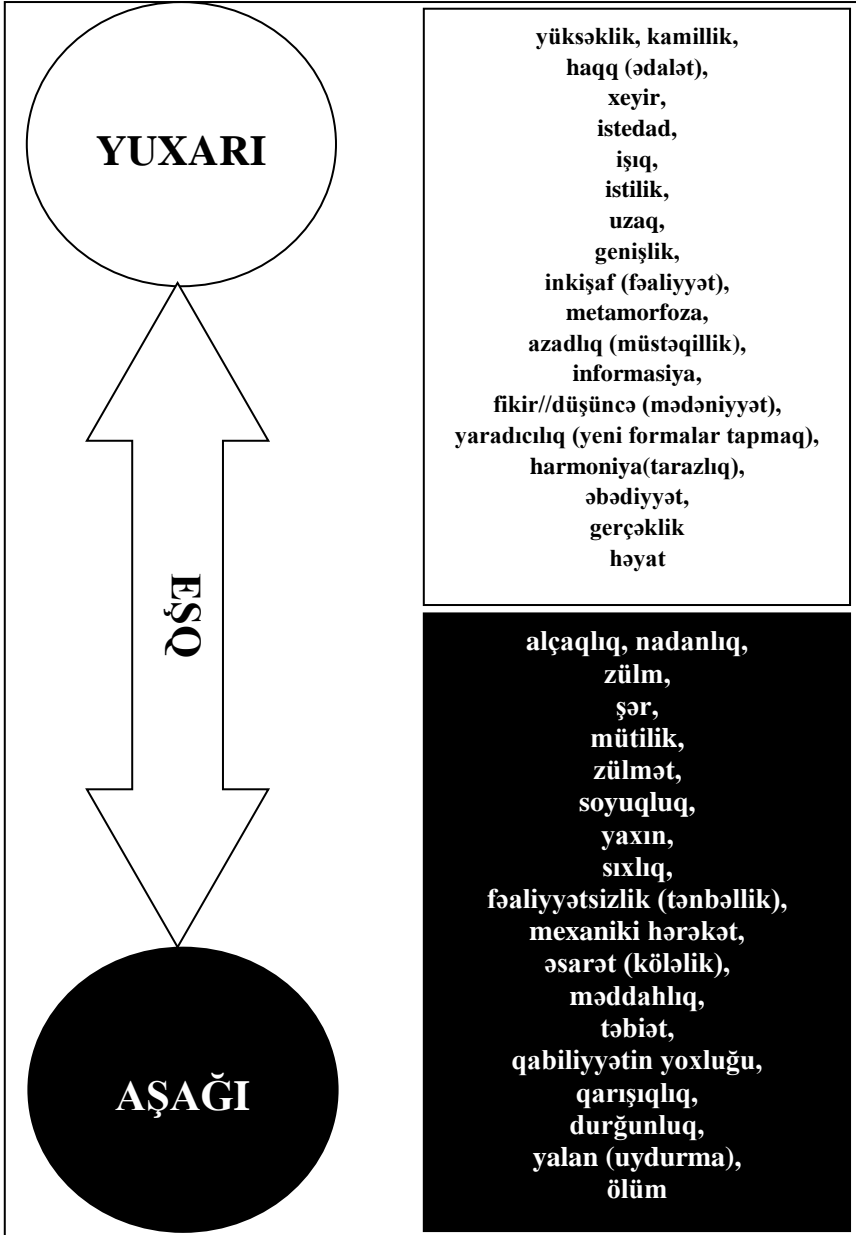 YUXARI
yüksəklik, kamillik,
haqq (ədalət),
xeyir,
istedad,
işıq,
istilik,
uzaq,
genişlik,
inkişaf (fəaliyyət),
metamorfoza,
azadlıq (müstəqillik),
informasiya,
fikir//düşüncə (mədəniyyət),
yaradıcılıq (yeni formalar tapmaq),
harmoniya(tarazlıq),
əbədiyyət,
gerçəklik
həyat
EŞQ
AŞAĞI
alçaqlıq, nadanlıq,
zülm,
şər,
mütilik,
zülmət,
soyuqluq,
yaxın,
sıxlıq,
fəaliyyətsizlik (tənbəllik),
mexaniki hərəkət,
əsarət (köləlik),
məddahlıq,
təbiət,
qabiliyyətin yoxluğu,
qarışıqlıq,
durğunluq,
yalan (uydurma),
ölüm